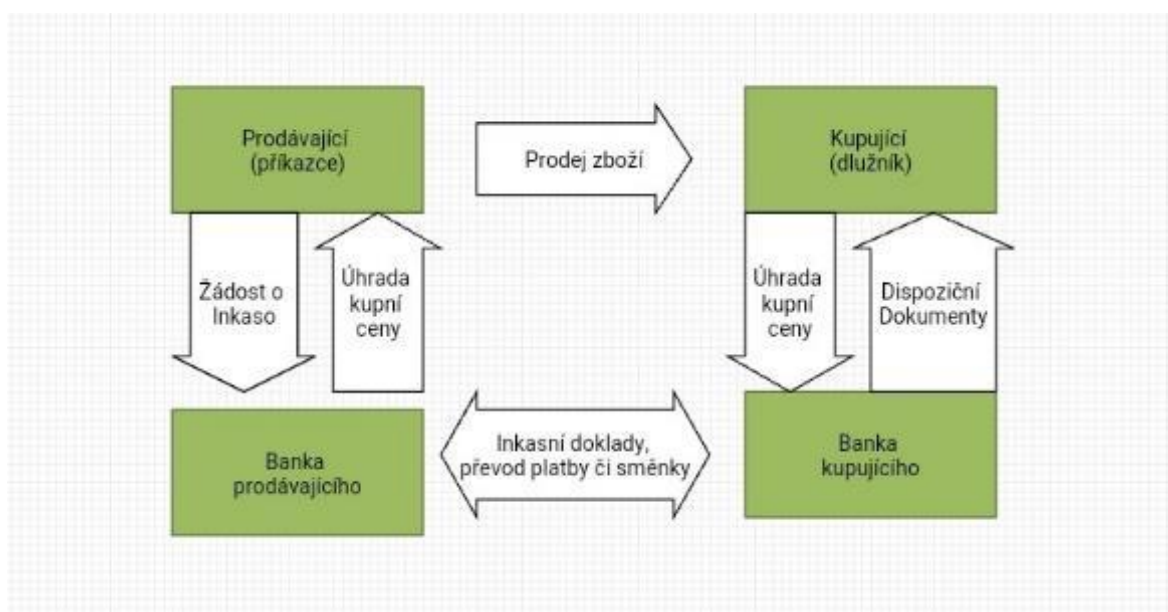 Prodávající
(příkazce)
Prodej zboží
Kupující
(dlužník)
Žádost o
Inkaso
Úhrada
kupní
ceny
Úhrada
kupní
ceny
Dispoziční
Dokumenty
Banka
prodávajícího
Inkasní doklady,
převod platby či směnky
Banka
kupujícího